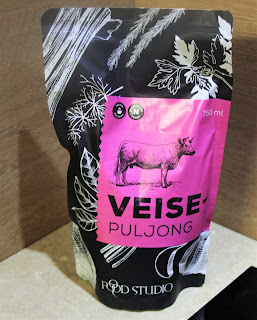 750 ml
VEISE-
PULJONG
FOOD STUDIO